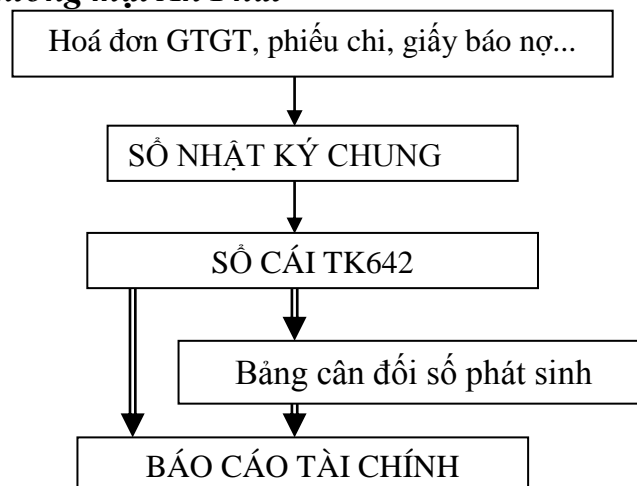 Hoá đơn GTGT, phiếu chi, giấy báo nợ...
SỔ NHẬT KÝ CHUNG
SỔ CÁI TK642
Bảng cân đối số phát sinh
BÁO CÁO TÀI CHÍNH